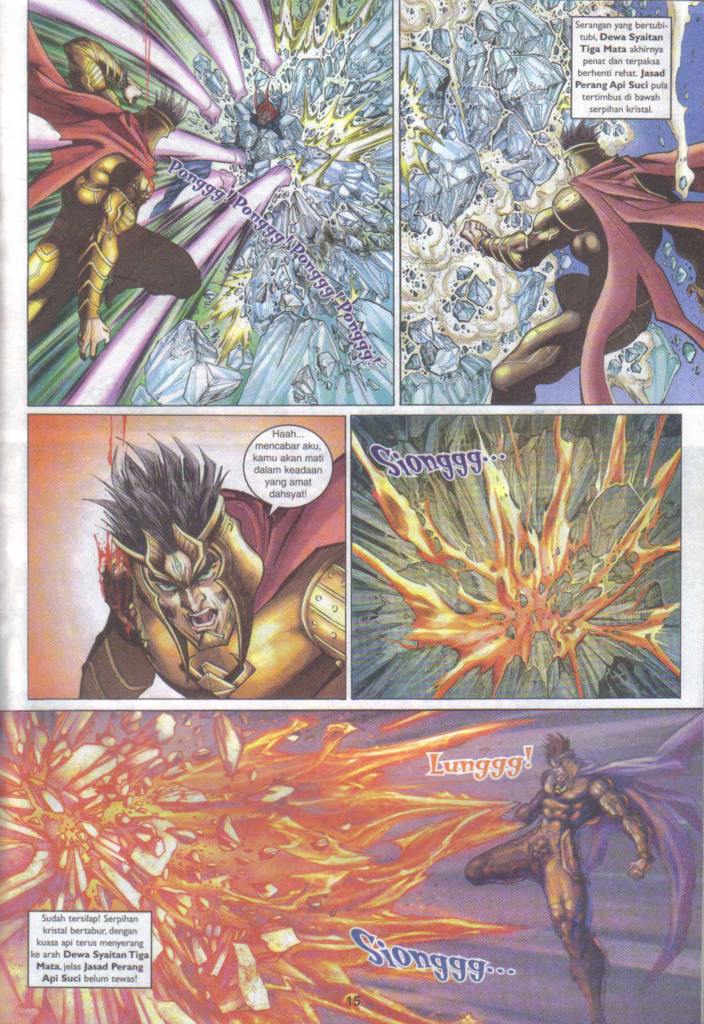 Ponggg! Ponggg! Ponggg! Ponggg!
Serangan yang bertubi-
tubi, Dewa Syaitan
Tiga Mata akhirnya
penat dan terpaksa
berhenti rehat. Jasad
Perang Api Suci pula
tertimbus di bawah
serpihan kristal.
Haah...
mencabar aku,
kamu akan mati
dalam keadaan
yang amat
dahsyat!
Sionggg...
Lunggg!
Sionggg...
Sudah tersilap! Serpihan
kristal bertabur, dengan
kuasa api terus menyerang
ke arah Dewa Syaitan Tiga
Mata, jelas Jasad Perang
Api Suci belum tewas!
15